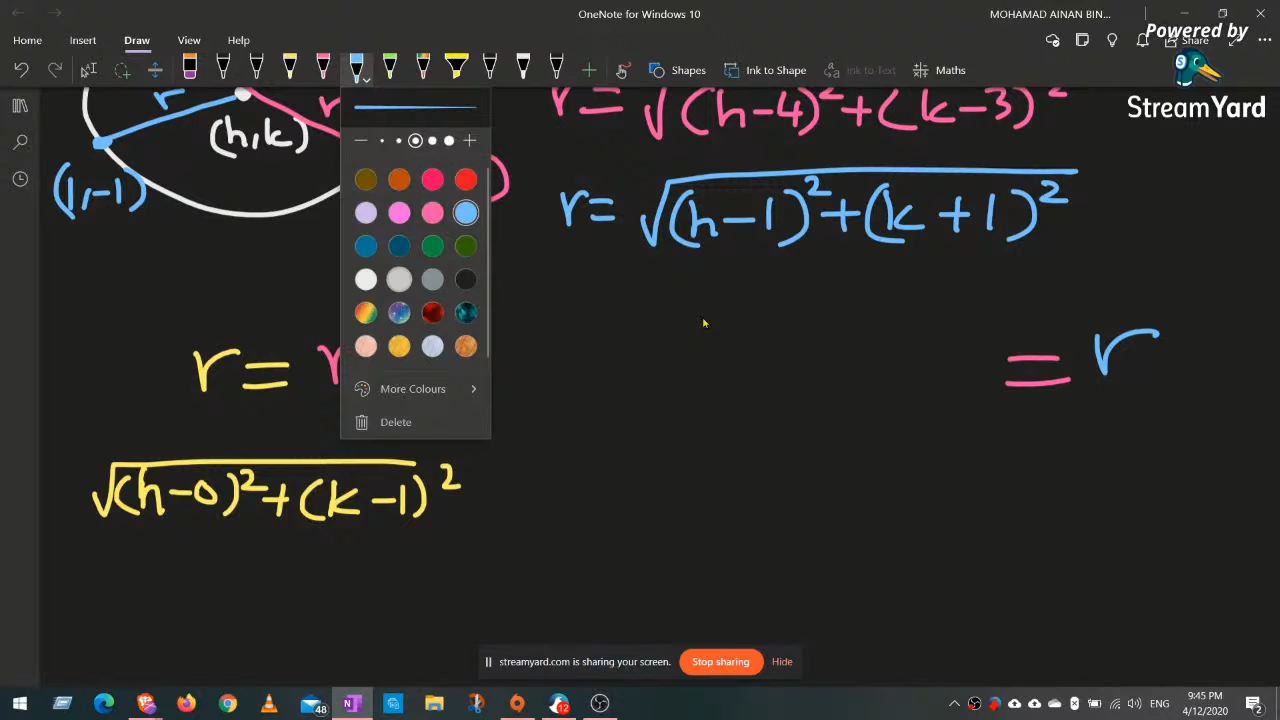 OneNote for Windows 10
MOHAMAD AINAN BIN...
Powered by
Home Insert Draw View Help
Share
Shapes Ink to Shape Ink to Text Maths
StreamYard
r (h,k) r
(1,-1)
r=√(h-4)²+(k-3)²
r=√(h-1)²+(k+1)²
r= r
= r
More Colours
Delete
√(h-0)²+(k-1)²
streamyard.com is sharing your screen. Stop sharing Hide
48
12
ENG
9:45 PM
4/12/2020